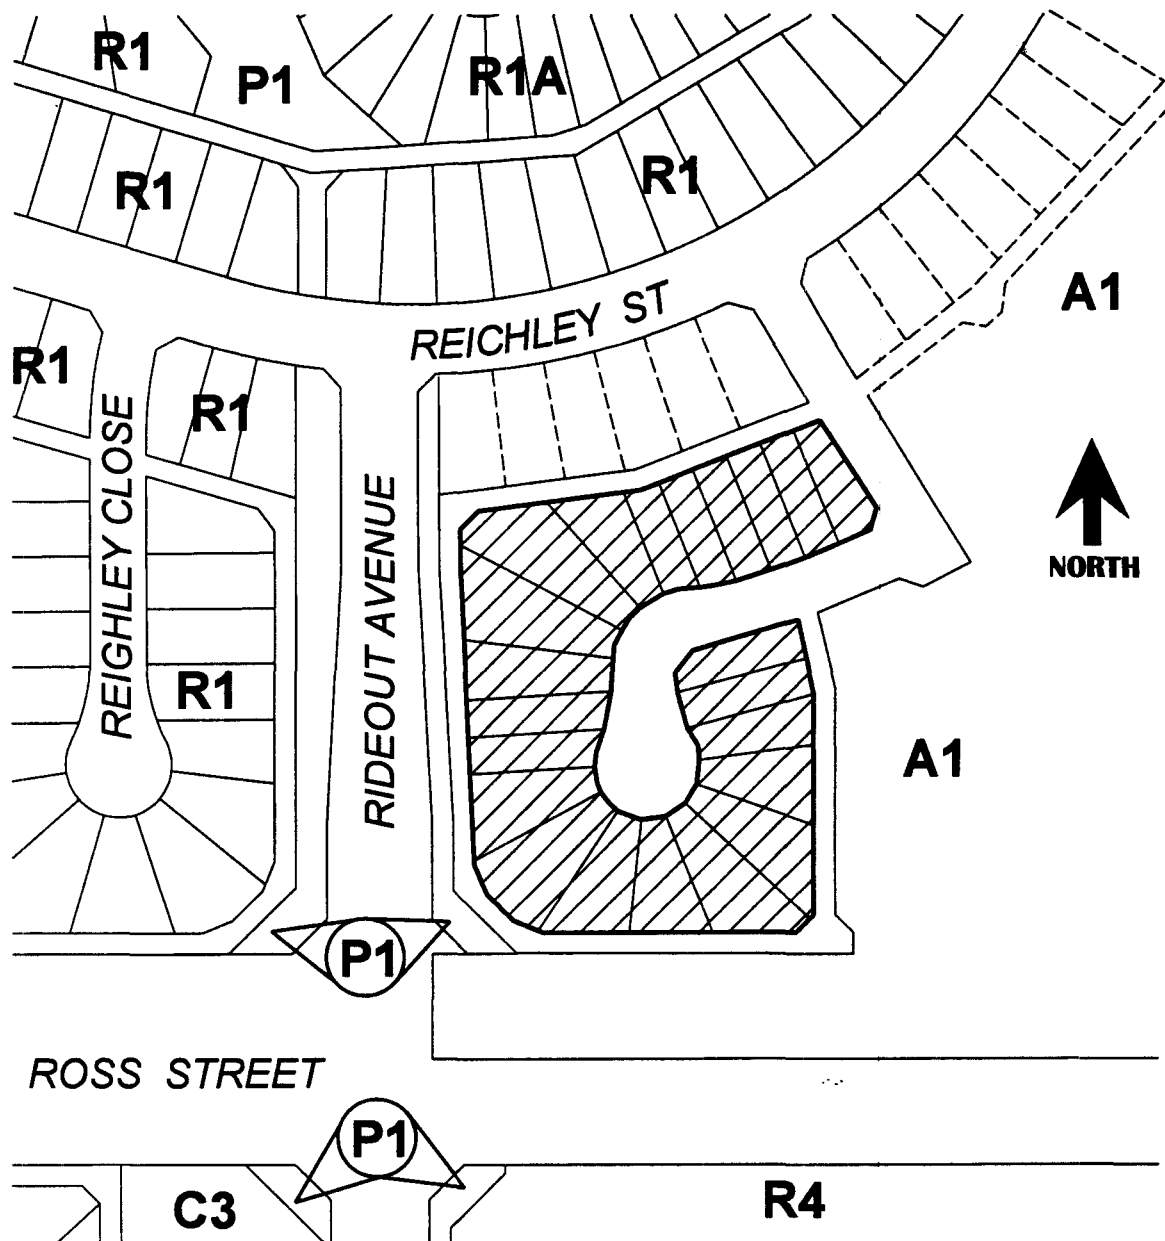 R1
P1
R1A
R1
R1
A1
REICHLEY ST
R1
R1
REIGHLEY CLOSE
RIDEOUT AVENUE
NORTH
R1
A1
P1
ROSS STREET
P1
C3
R4